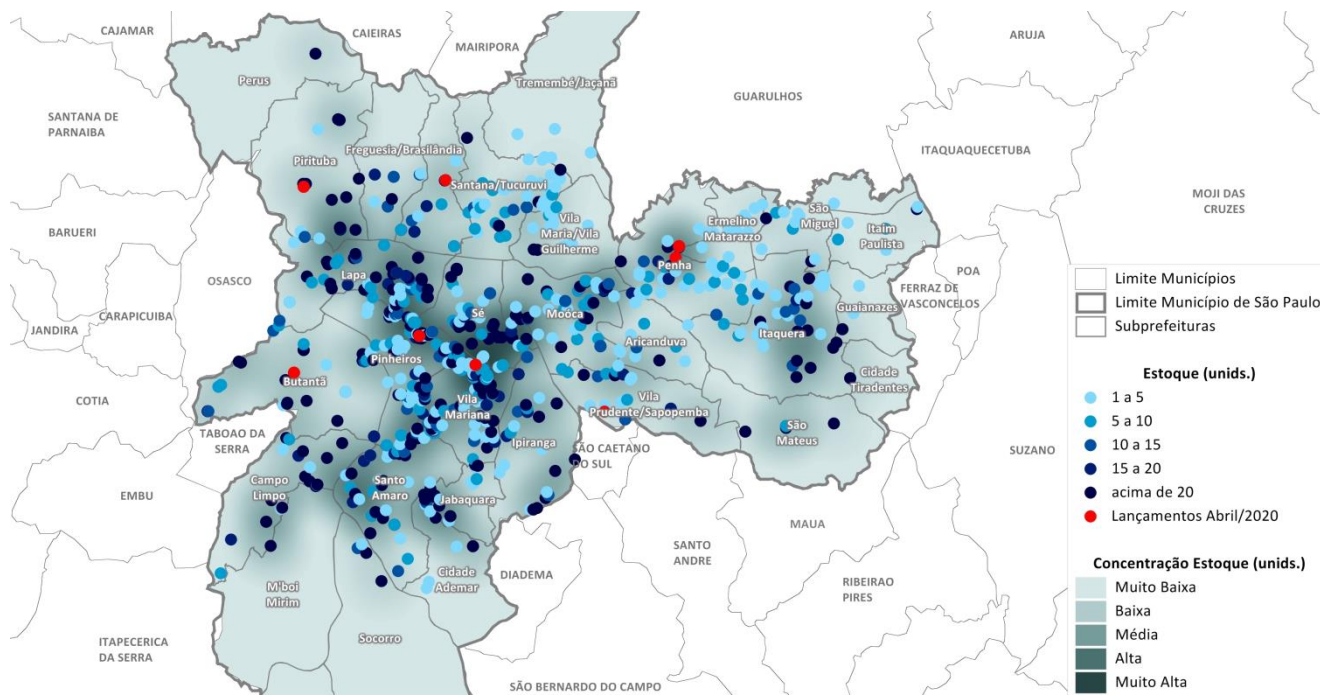 CAJAMAR
CAIEIRAS
MAIRIPORA
ARUJA
Perus
Tremembé/Jaçanã
GUARULHOS
SANTANA DE
PARNAIBA
Freguesia/Brasilândia
ITAQUAQUECETUBA
Pirituba
Santana/Tucuruvi
MOJI DAS
CRUZES
Vila
Maria/Vila
Guilherme
Ermelino
Matarazzo
São
Miguel
Itaim
Paulista
BARUERI
OSASCO
Lapa
Penha
POA
FERRAZ DE
VASCONCELOS
Guaianazes
JANDIRA
CARAPICUIBA
Sé
Moóca
Itaquera
Aricanduva
Pinheiros
Butantã
Cidade
Tiradentes
COTIA
Vila
Mariana
Vila
Prudente/Sapopemba
TABOAO DA
SERRA
Ipiranga
SÃO CAETANO
DO SUL
São
Mateus
SUZANO
EMBU
Campo
Limpo
Santo
Amaro
Jabaquara
MAUA
SANTO
ANDRE
DIADEMA
Cidade
Ademar
M'boi
Mirim
RIBEIRAO
PIRES
ITAPECERICA
DA SERRA
Socorro
SÃO BERNARDO DO CAMPO
Limite Municípios
Limite Município de São Paulo
Subprefeituras
Estoque (unids.)
1 a 5
5 a 10
10 a 15
15 a 20
acima de 20
Lançamentos Abril/2020
Concentração Estoque (unids.)
Muito Baixa
Baixa
Média
Alta
Muito Alta